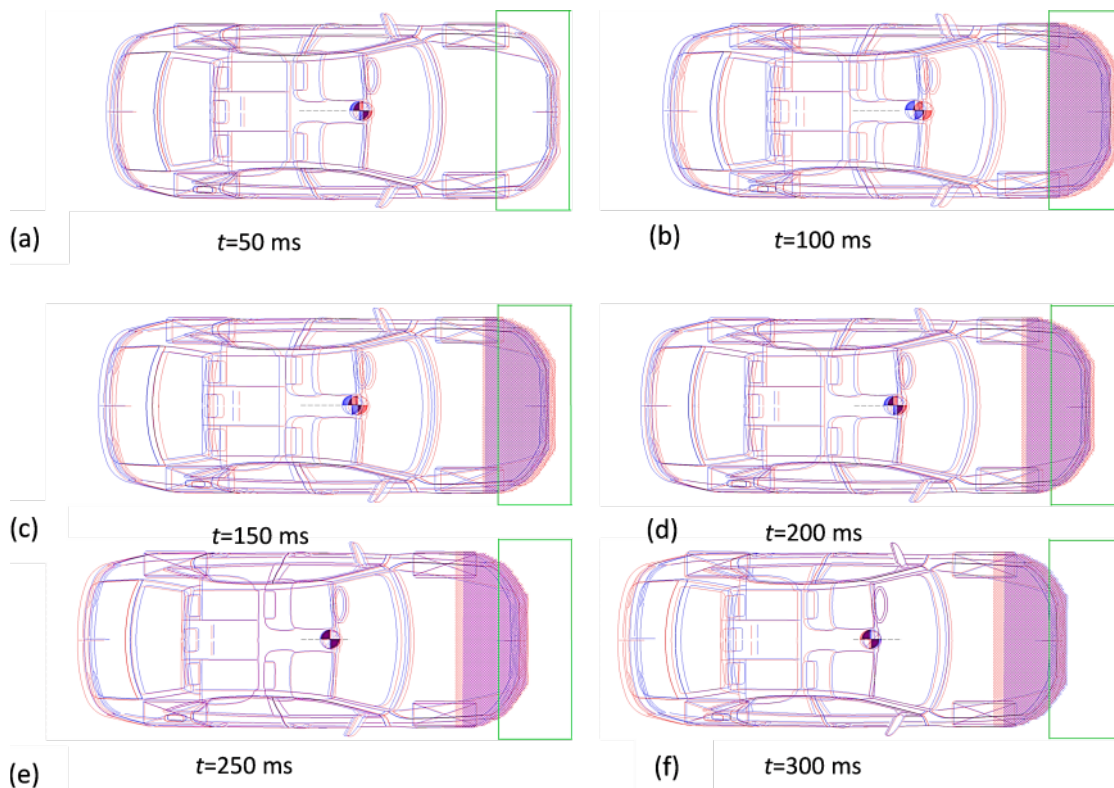 (a) t=50 ms
(b) t=100 ms
(c) t=150 ms
(d) t=200 ms
(e) t=250 ms
(f) t=300 ms